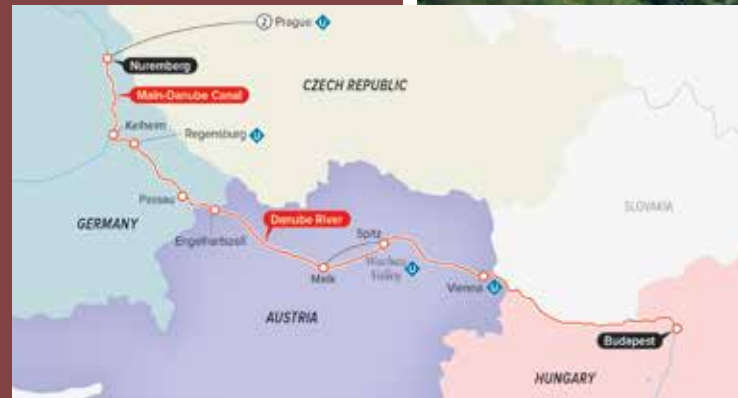 2 Prague U
Nuremberg
CZECH REPUBLIC
Main-Danube Canal
Kelheim
Regensburg U
SLOVAKIA
Passau
GERMANY
Danube River
Engelhartszell
Spitz
Wachau
Valley U
Melk
Vienna U
AUSTRIA
Budapest
HUNGARY